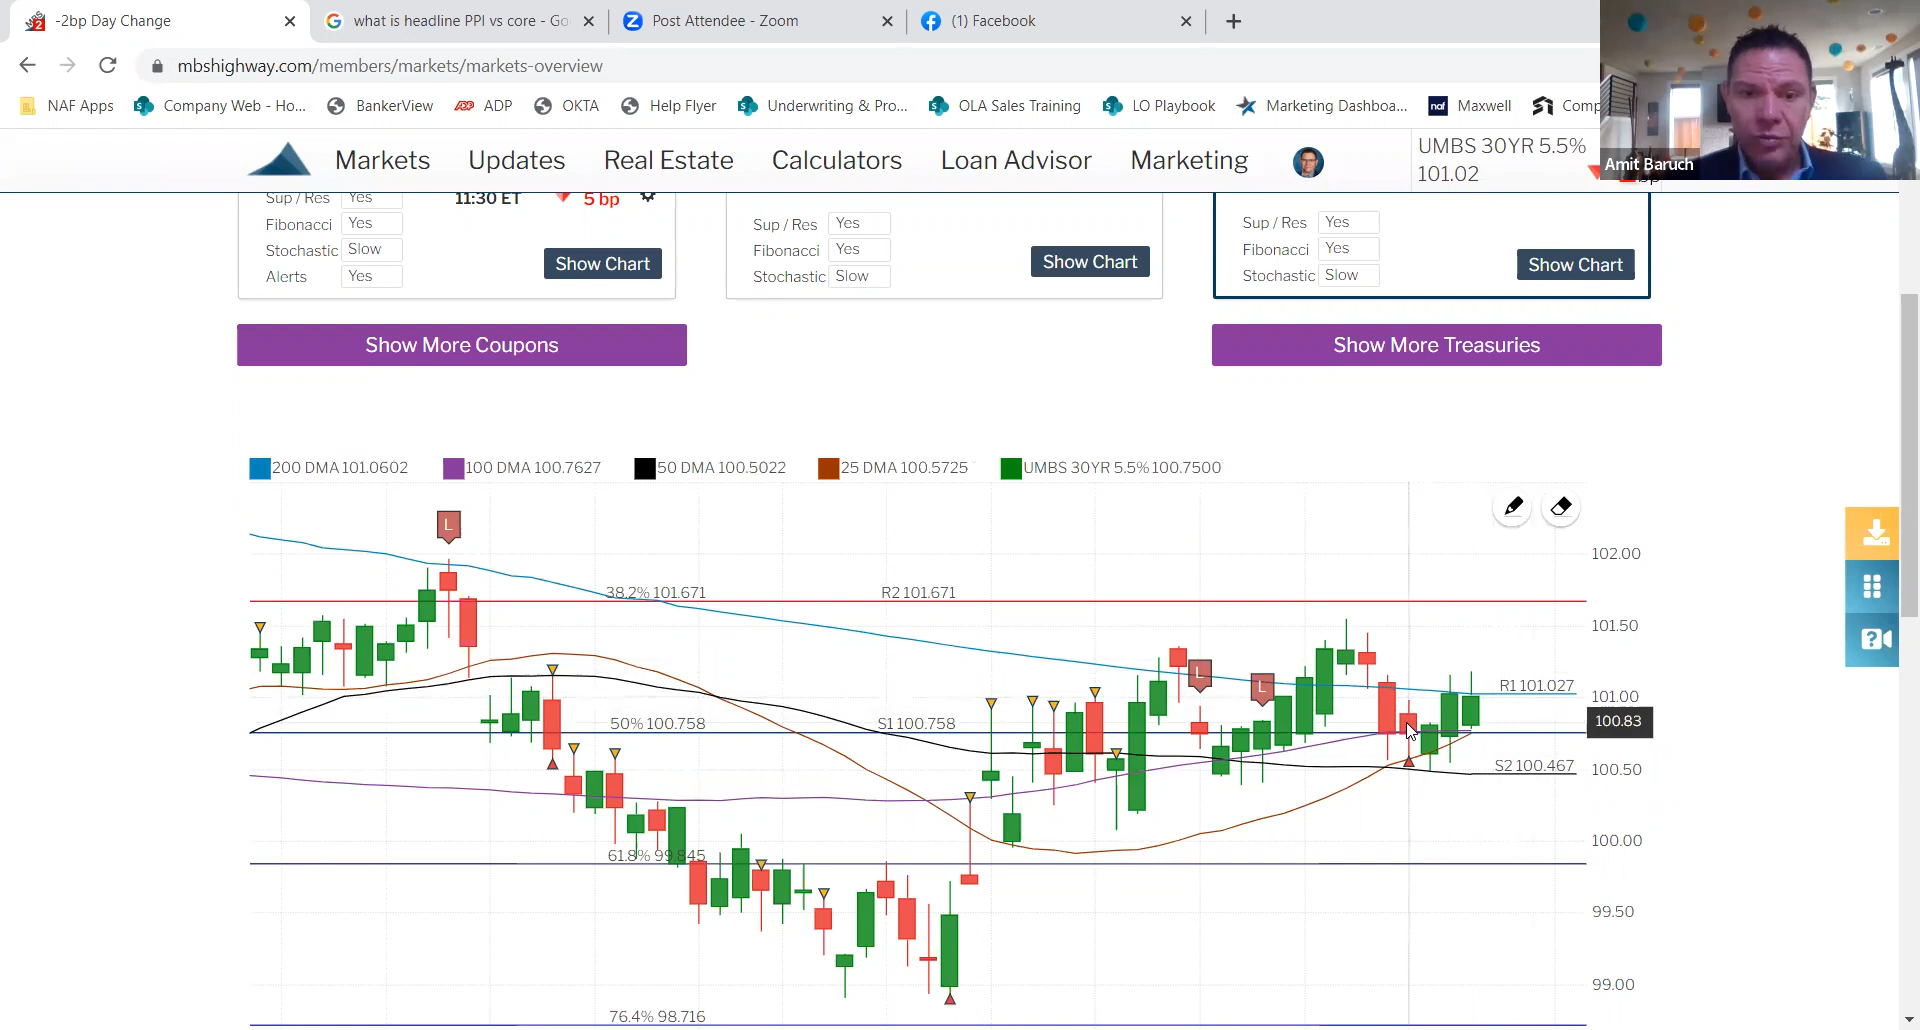 -2bp Day Change
what is headline PPI vs core - Go
Post Attendee - Zoom
(1) Facebook
mbshighway.com/members/markets/markets-overview
NAF Apps
Company Web - Ho...
BankerView
ADP
OKTA
Help Flyer
Underwriting & Pro...
OLA Sales Training
LO Playbook
Marketing Dashboa...
naf
Maxwell
Comp
Amit Baruch
Markets
Updates
Real Estate
Calculators
Loan Advisor
Marketing
UMBS 30YR 5.5%
101.02
bp
Sup / Res Yes
11:30 ET
5 bp
Fibonacci Yes
Stochastic Slow
Alerts Yes
Show Chart
Sup / Res Yes
Fibonacci Yes
Stochastic Slow
Show Chart
Sup / Res Yes
Fibonacci Yes
Stochastic Slow
Show Chart
Show More Coupons
Show More Treasuries
200 DMA 101.0602
100 DMA 100.7627
50 DMA 100.5022
25 DMA 100.5725
UMBS 30YR 5.5% 100.7500
L
102.00
38.2% 101.671
R2 101.671
101.50
L
L
R1 101.027
101.00
50% 100.758
S1 100.758
100.83
S2 100.467
100.50
100.00
61.8% 99.845
99.50
99.00
76.4% 98.716